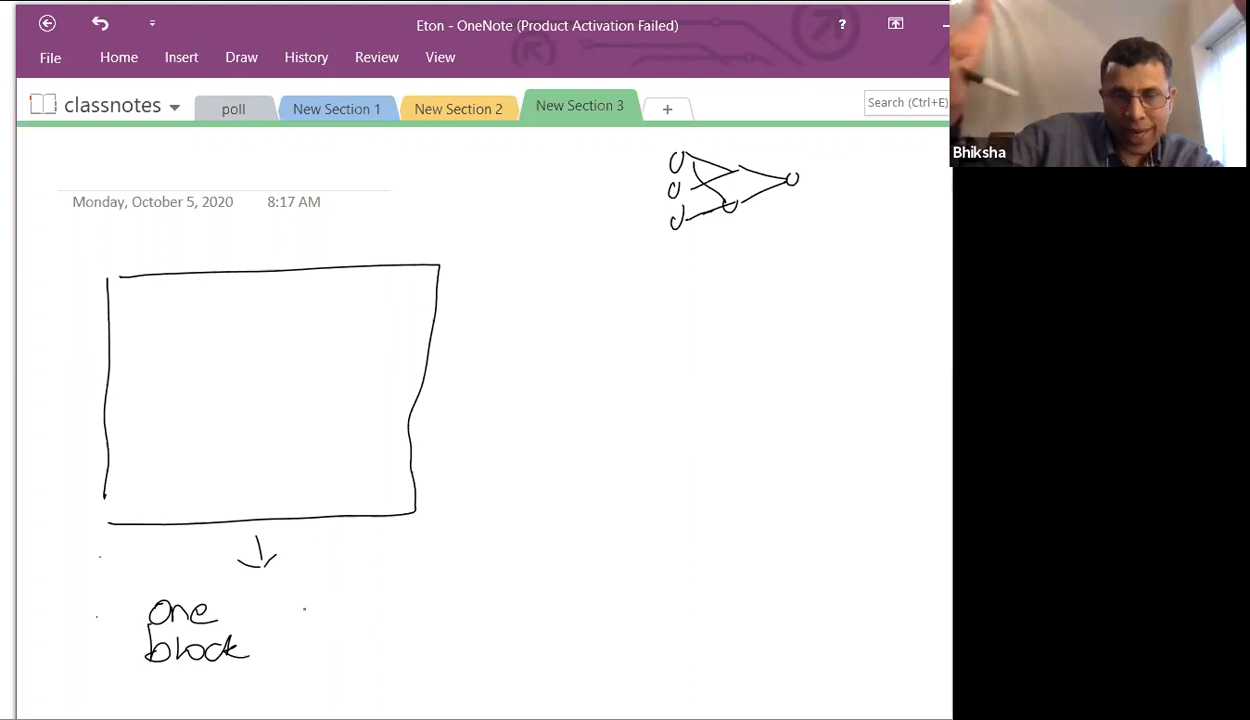 Eton - OneNote (Product Activation Failed)
?
File Home Insert Draw History Review View
classnotes poll New Section 1 New Section 2 New Section 3 + Search (Ctrl+E)
Bhiksha
Monday, October 5, 2020 8:17 AM
one
block